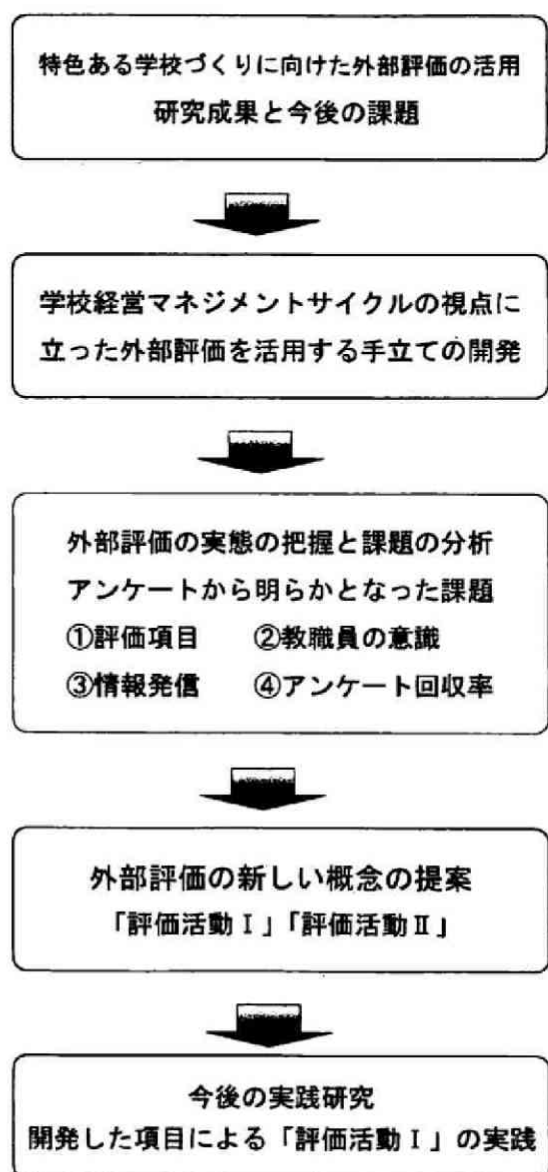 特色ある学校づくりに向けた外部評価の活用
研究成果と今後の課題
学校経営マネジメントサイクルの視点に
立った外部評価を活用する手立ての開発
外部評価の実態の把握と課題の分析
アンケートから明らかとなった課題
①評価項目 ②教職員の意識
③情報発信 ④アンケート回収率
外部評価の新しい概念の提案
「評価活動Ⅰ」「評価活動Ⅱ」
今後の実践研究
開発した項目による「評価活動Ⅰ」の実践